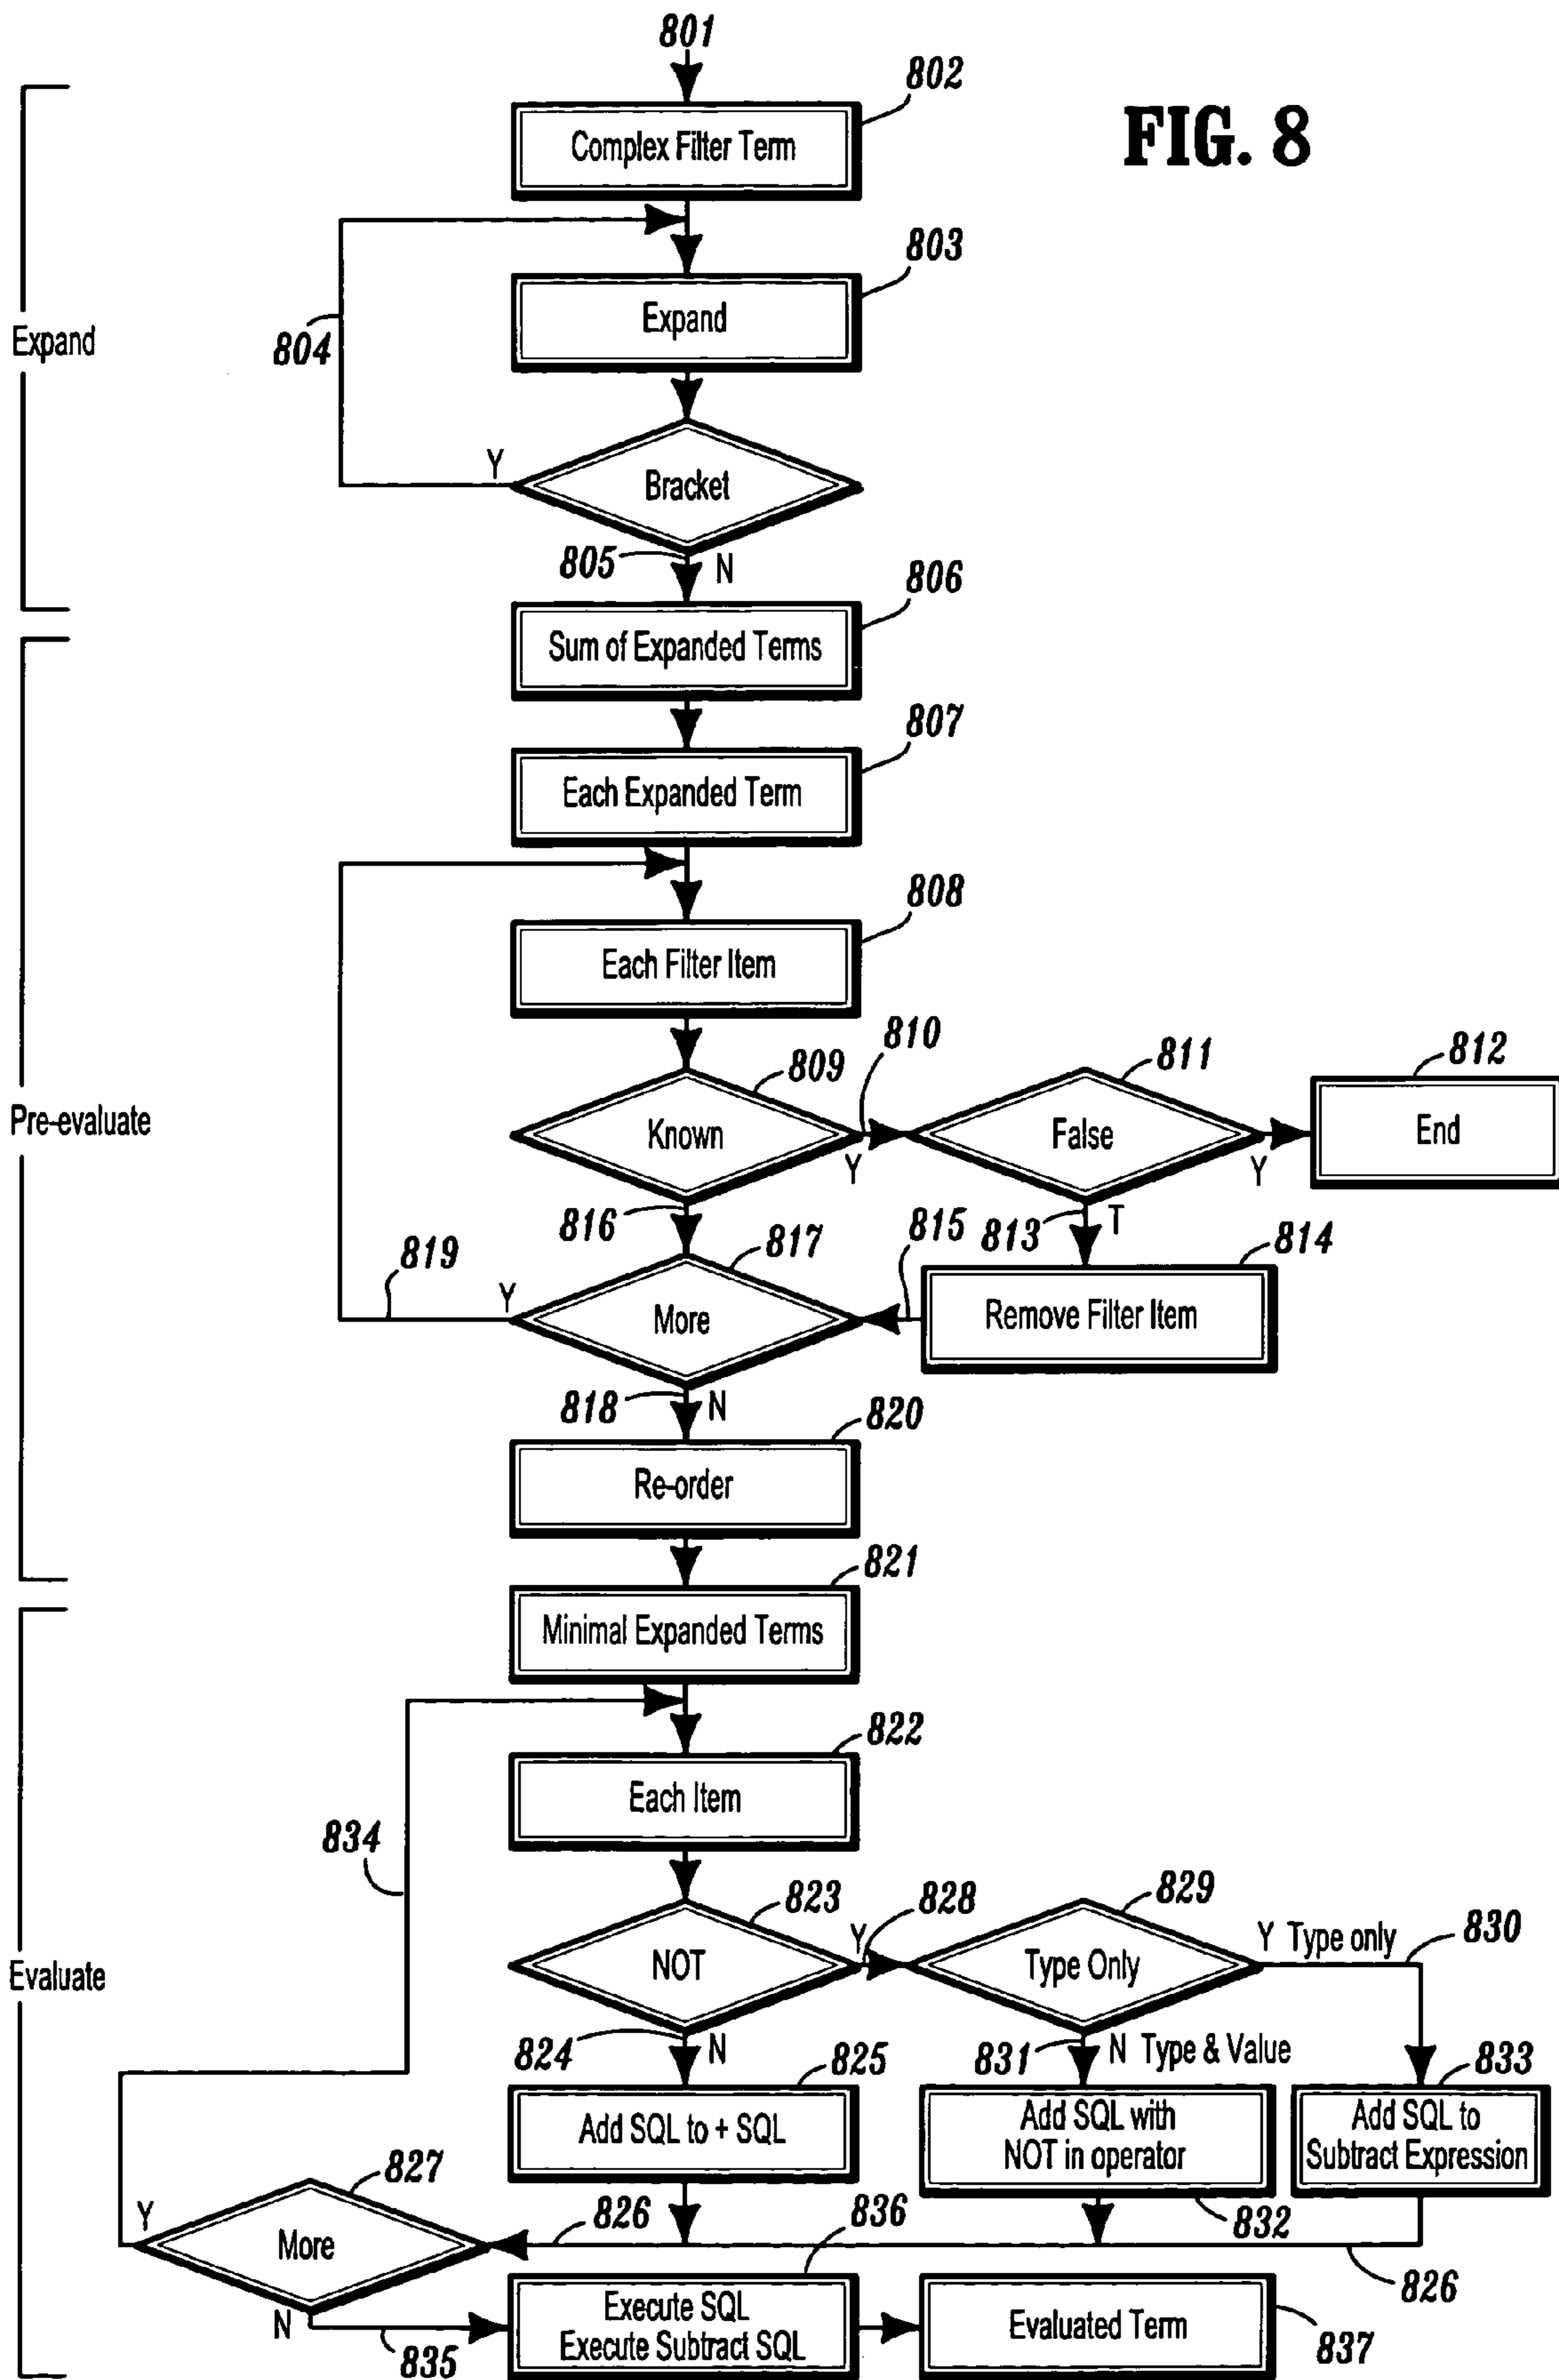 801
802
FIG. 8
Complex Filter Term
803
Expand
804
Expand
Y
Bracket
805
N
806
Sum of Expanded Terms
807
Each Expanded Term
808
Each Filter Item
810
809
811
812
Pre-evaluate
Known
Y
False
Y
End
816
813
T
819
817
815
814
Y
More
Remove Filter Item
818
N
820
Re-order
821
Minimal Expanded Terms
822
Each Item
834
823
828
829
Y
Y Type only
830
Evaluate
NOT
Type Only
824
N
831
N Type & Value
825
833
Add SQL to + SQL
Add SQL with
NOT in operator
Add SQL to
Subtract Expression
827
Y
More
826
836
832
826
N
835
Execute SQL
Execute Subtract SQL
Evaluated Term
837